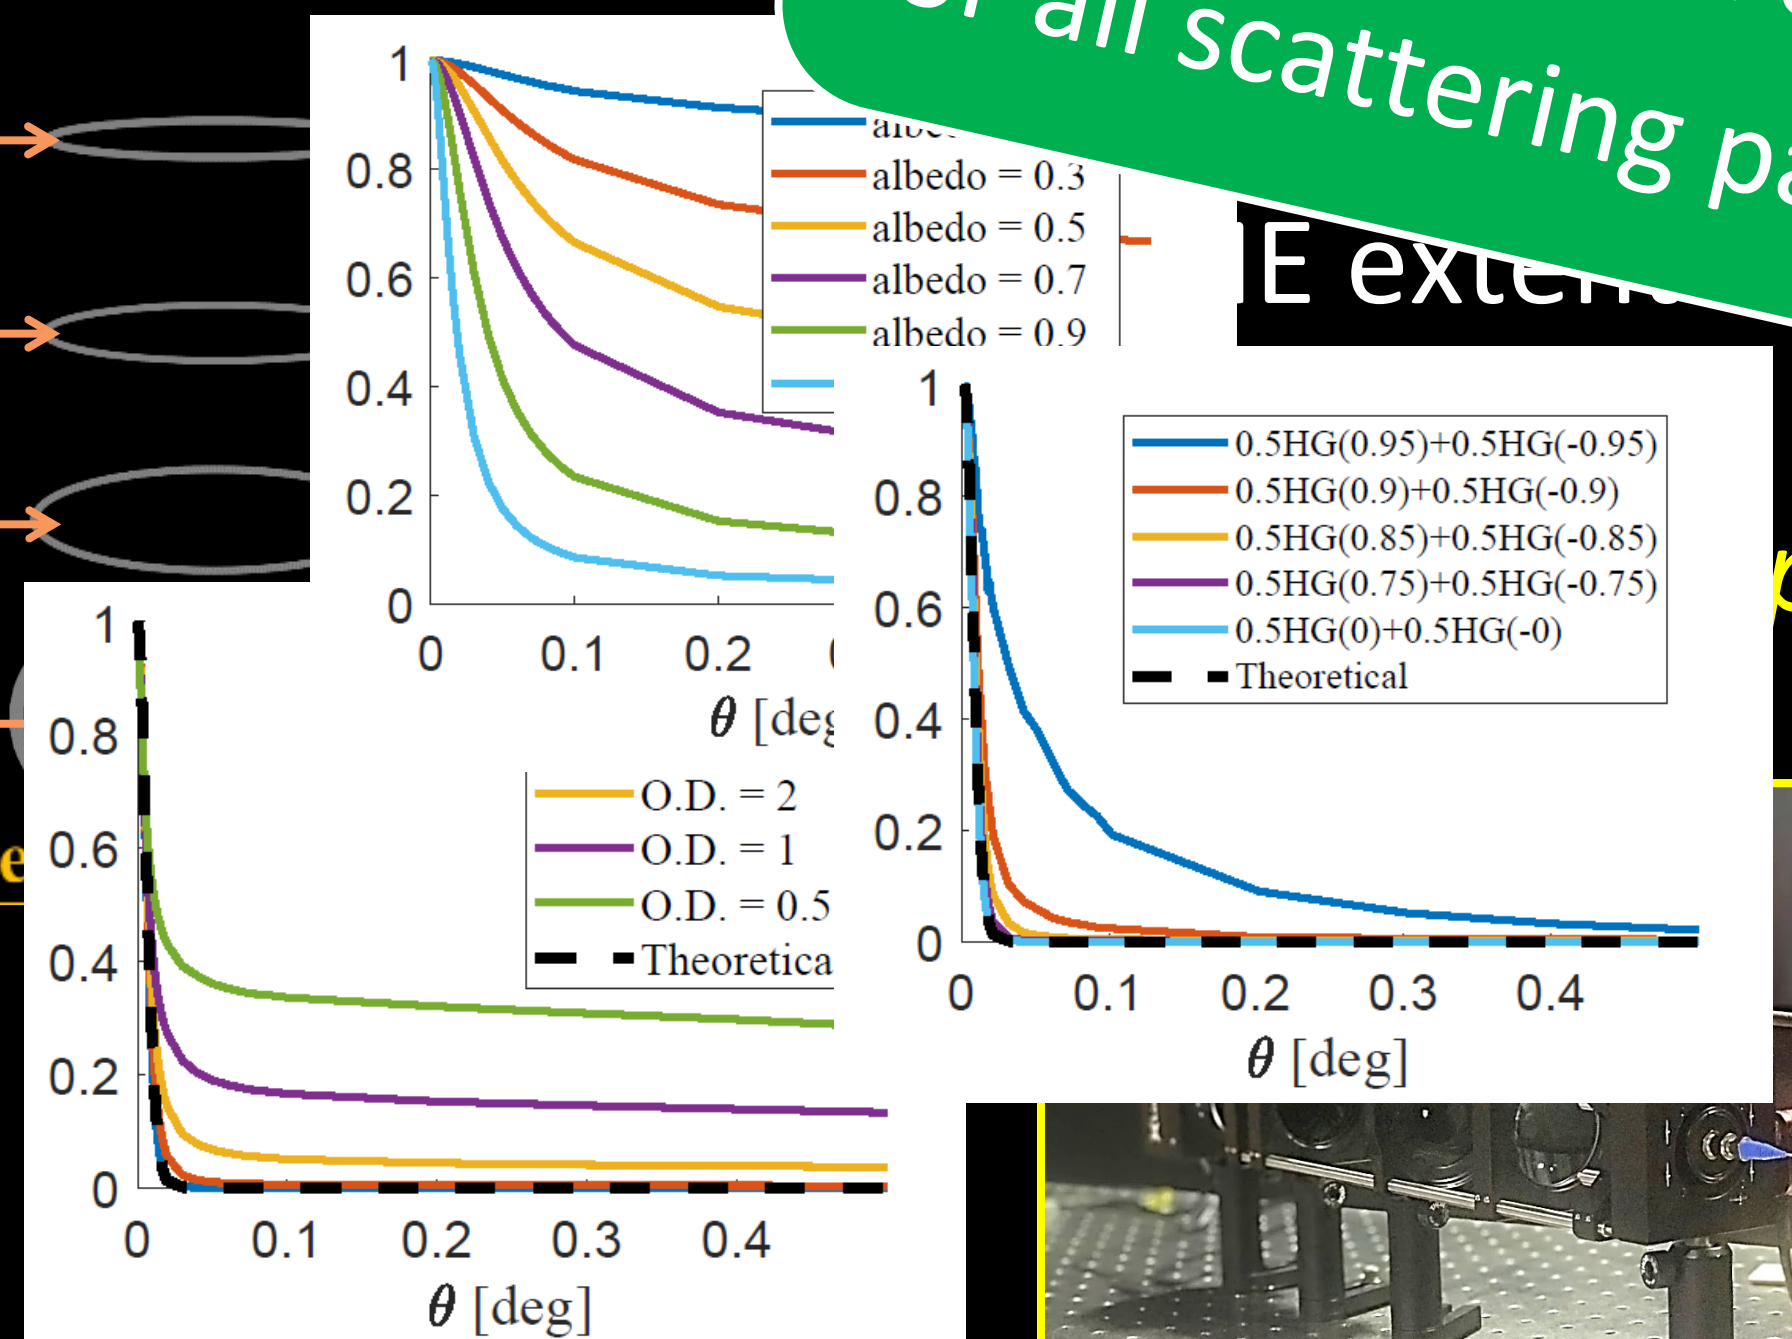 or all scattering pa
IE exten
1
0.8
0.6
0.4
0.2
0
0 0.1 0.2
θ [deg
albedo = 0.3
albedo = 0.5
albedo = 0.7
albedo = 0.9
1
0.8
0.6
0.4
0.2
0
0 0.1 0.2 0.3 0.4
θ [deg]
0.5HG(0.95)+0.5HG(-0.95)
0.5HG(0.9)+0.5HG(-0.9)
0.5HG(0.85)+0.5HG(-0.85)
0.5HG(0.75)+0.5HG(-0.75)
0.5HG(0)+0.5HG(-0)
Theoretical
1
0.8
0.6
0.4
0.2
0
0 0.1 0.2 0.3 0.4
θ [deg]
O.D. = 2
O.D. = 1
O.D. = 0.5
Theoretica
e
p